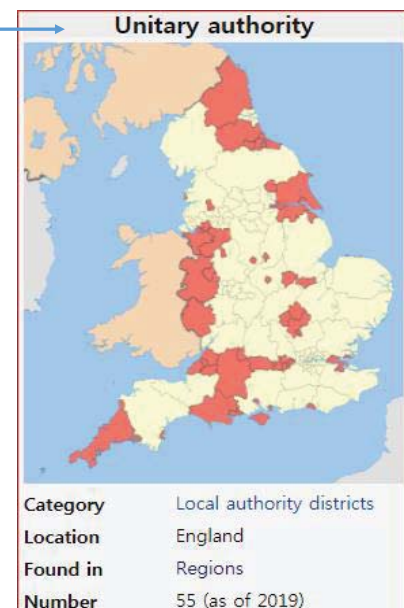 Unitary authority
Category Local authority districts
Location England
Found in Regions
Number 55 (as of 2019)